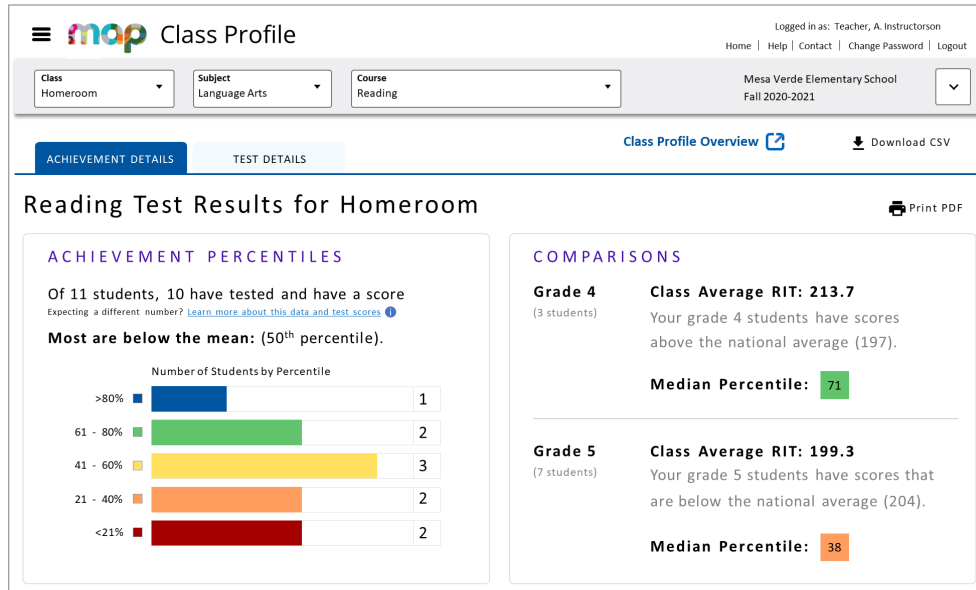 map Class Profile
Logged in as: Teacher, A. Instructorson
Home | Help | Contact | Change Password | Logout
Class
Homeroom
Subject
Language Arts
Course
Reading
Mesa Verde Elementary School
Fall 2020-2021
ACHIEVEMENT DETAILS
TEST DETAILS
Class Profile Overview
Download CSV
Reading Test Results for Homeroom
Print PDF
ACHIEVEMENT PERCENTILES
Of 11 students, 10 have tested and have a score
Expecting a different number? Learn more about this data and test scores i
Most are below the mean: (50th percentile).
Number of Students by Percentile
>80% 1
61 - 80% 2
41 - 60% 3
21 - 40% 2
<21% 2
COMPARISONS
Grade 4
(3 students)
Class Average RIT: 213.7
Your grade 4 students have scores
above the national average (197).
Median Percentile: 71
Grade 5
(7 students)
Class Average RIT: 199.3
Your grade 5 students have scores that
are below the national average (204).
Median Percentile: 38